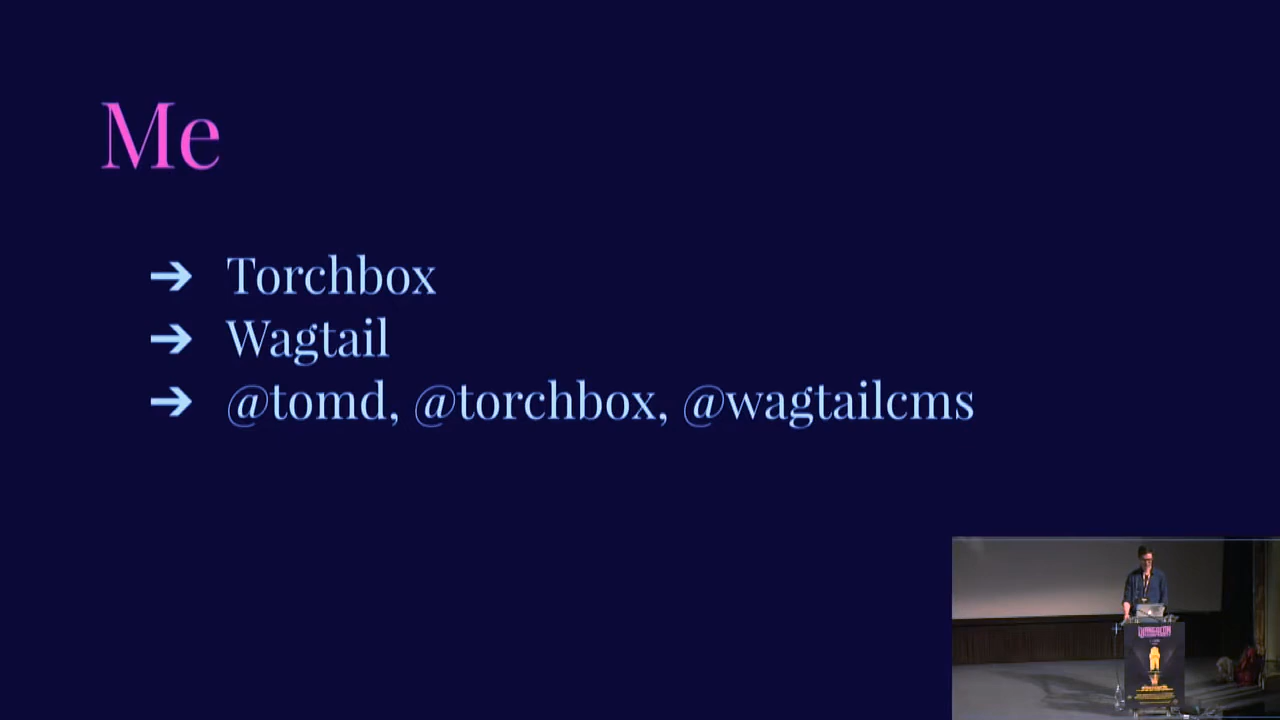 Me
➔ Torchbox
➔ Wagtail
➔ @tomd, @torchbox, @wagtailcms